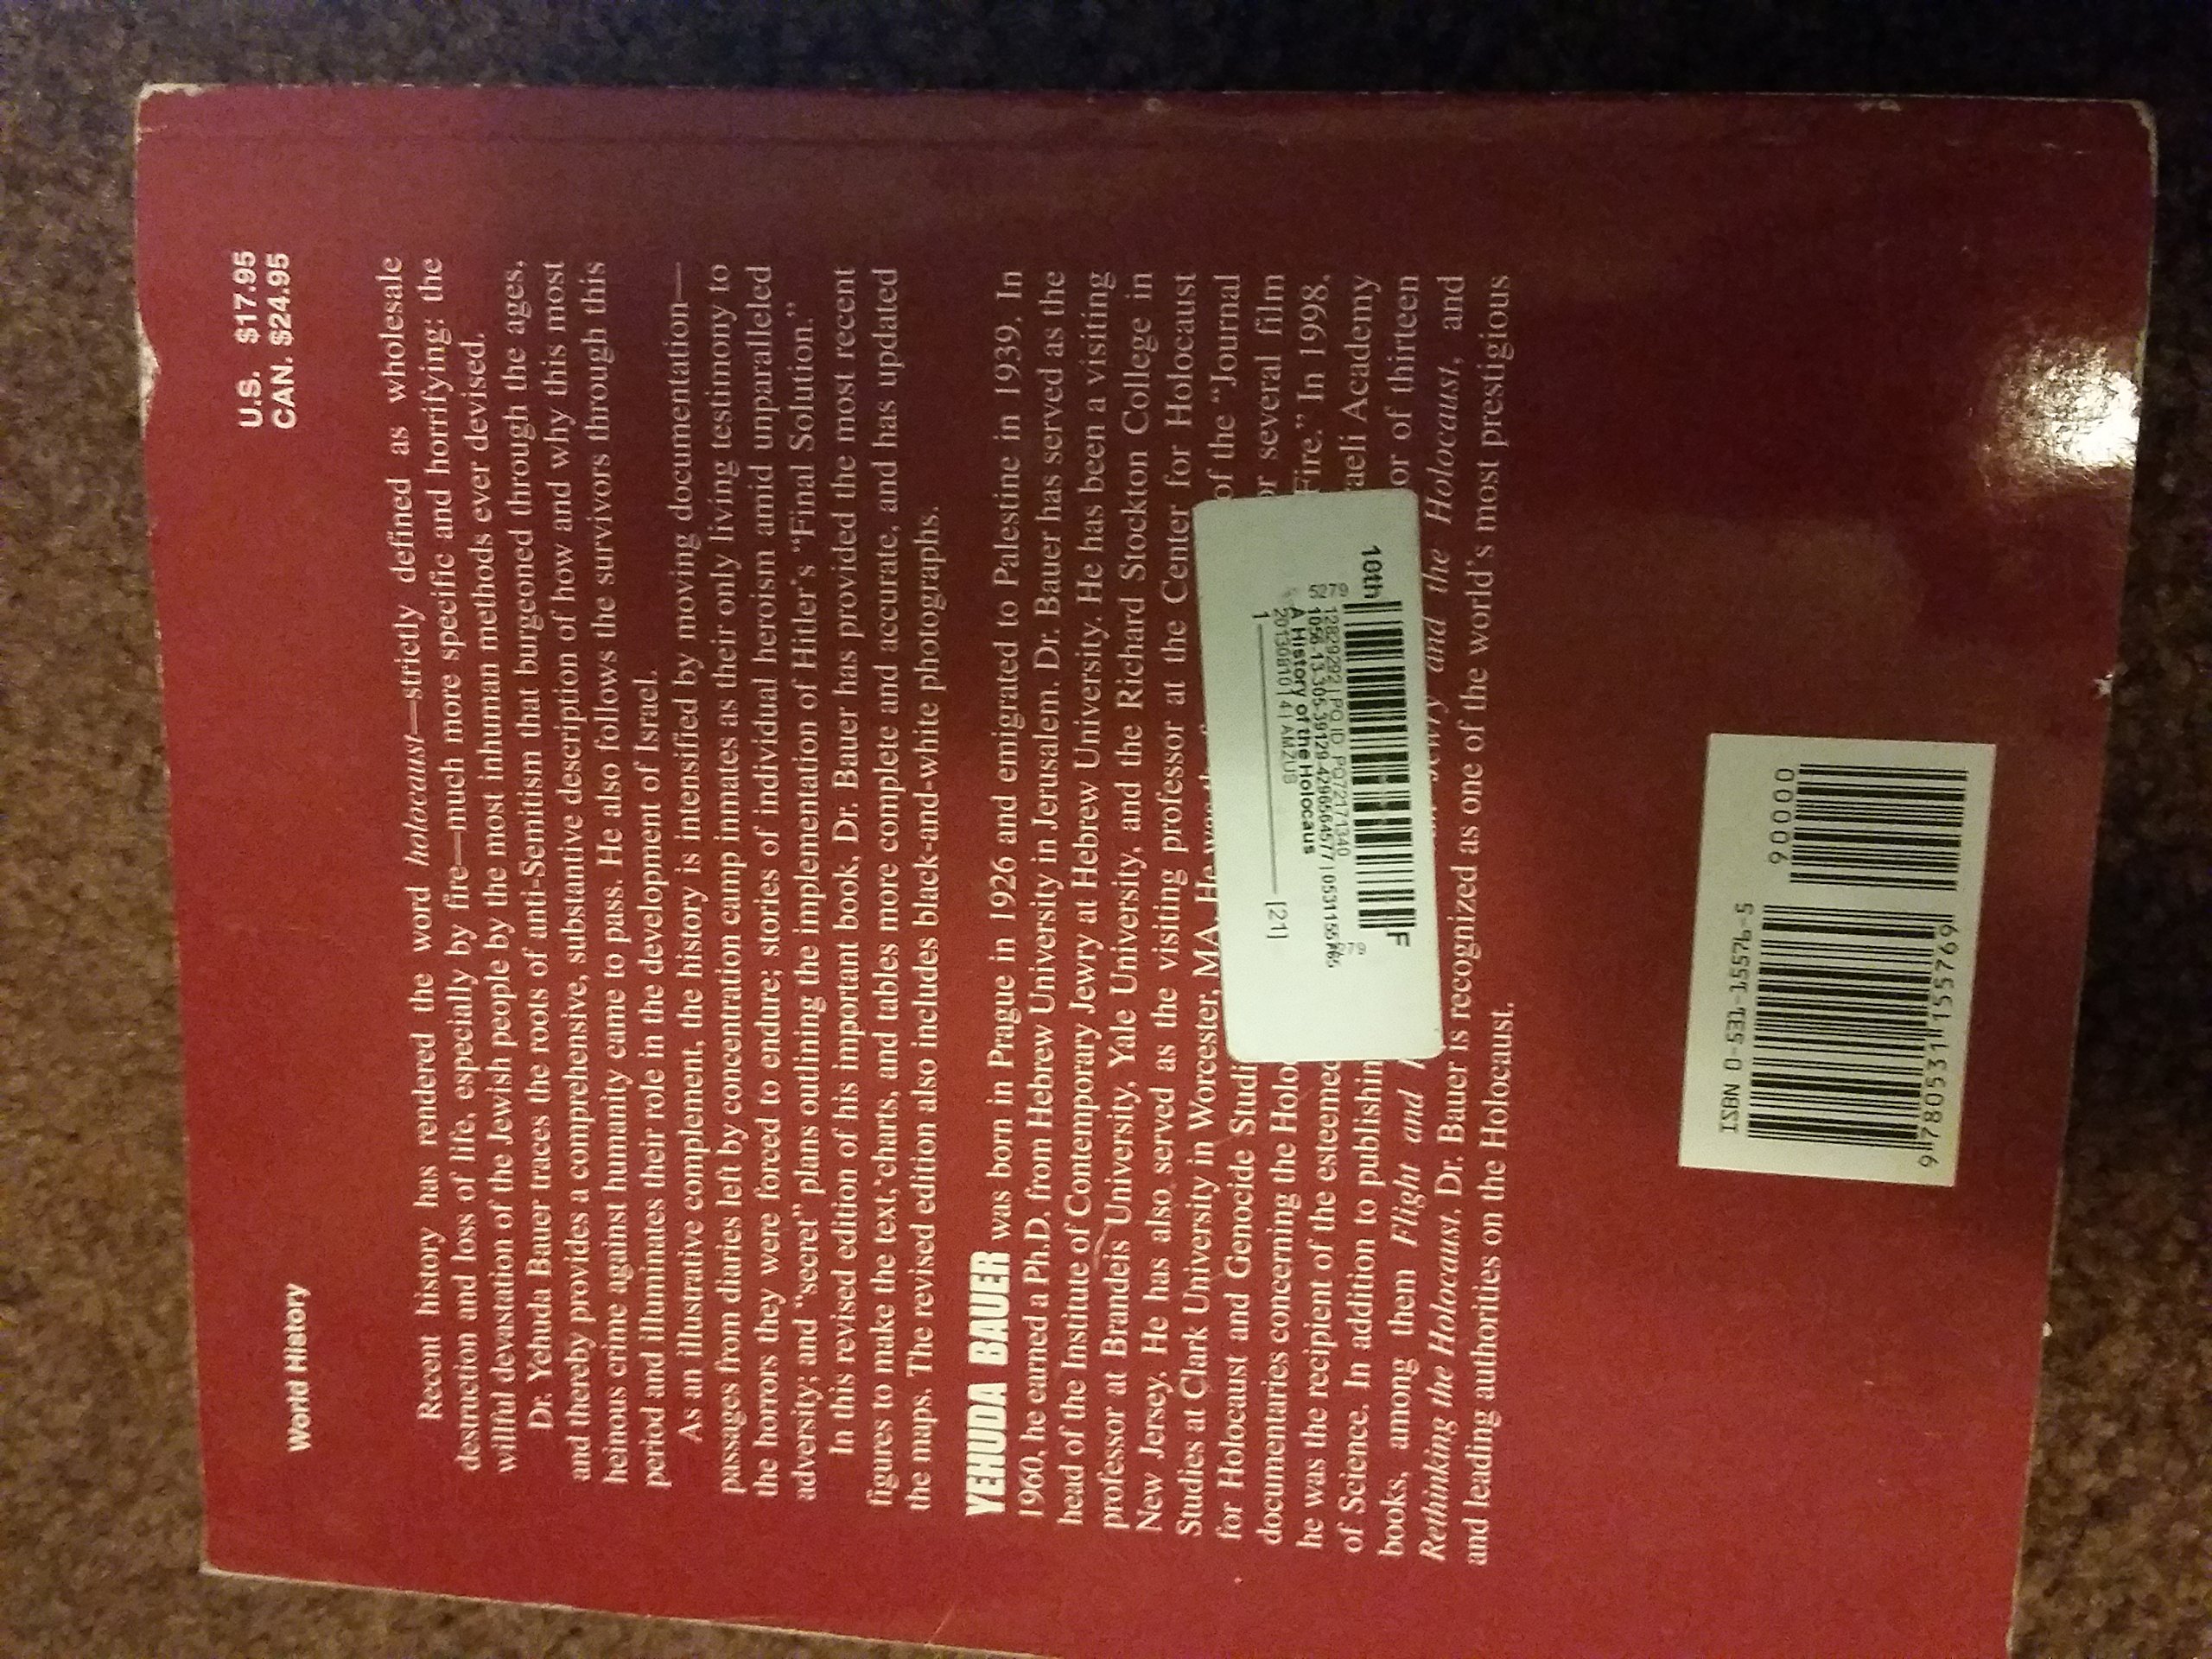 U.S. $17.95
CAN. $24.95
World History
Recent history has rendered the word holocaust—strictly defined as wholesale
destruction and loss of life, especially by fire—much more specific and horrifying: the
willful devastation of the Jewish people by the most inhuman methods ever devised.
Dr. Yehuda Bauer traces the roots of anti-Semitism that burgeoned through the ages,
and thereby provides a comprehensive, substantive description of how and why this most
heinous crime against humanity came to pass. He also follows the survivors through this
period and illuminates their role in the development of Israel.
As an illustrative complement, the history is intensified by moving documentation—
passages from diaries left by concentration camp inmates as their only living testimony to
the horrors they were forced to endure; stories of individual heroism amid unparalleled
adversity; and "secret" plans outlining the implementation of Hitler's "Final Solution."
In this revised edition of his important book, Dr. Bauer has provided the most recent
figures to make the text, charts, and tables more complete and accurate, and has updated
the maps. The revised edition also includes black-and-white photographs.
YEHUDA BAUER was born in Prague in 1926 and emigrated to Palestine in 1939. In
1960, he earned a Ph.D. from Hebrew University in Jerusalem. Dr. Bauer has served as the
head of the Institute of Contemporary Jewry at Hebrew University. He has been a visiting
professor at Brandeis University, Yale University, and the Richard Stockton College in
New Jersey. He has also served as the visiting professor at the Center for Holocaust
Studies at Clark University in Worcester, MA. He of the "Journal
for Holocaust and Genocide several film
documentaries concerning the Fire." In 1998,
he was the recipient of the esteemed Academy
of Science. In addition to of thirteen
books, among them Flight and and the Holocaust, and
Rethinking the Holocaust, Dr. Bauer is recognized as one of the world's most prestigious
and leading authorities on the Holocaust.
10th F
5279
12829292 | PO ID PO7217
A History of the Holocaus
20130810 | 4 | AMZUS
1 [21]
ISBN 0-531-15576-5
9 780531 155769
00006